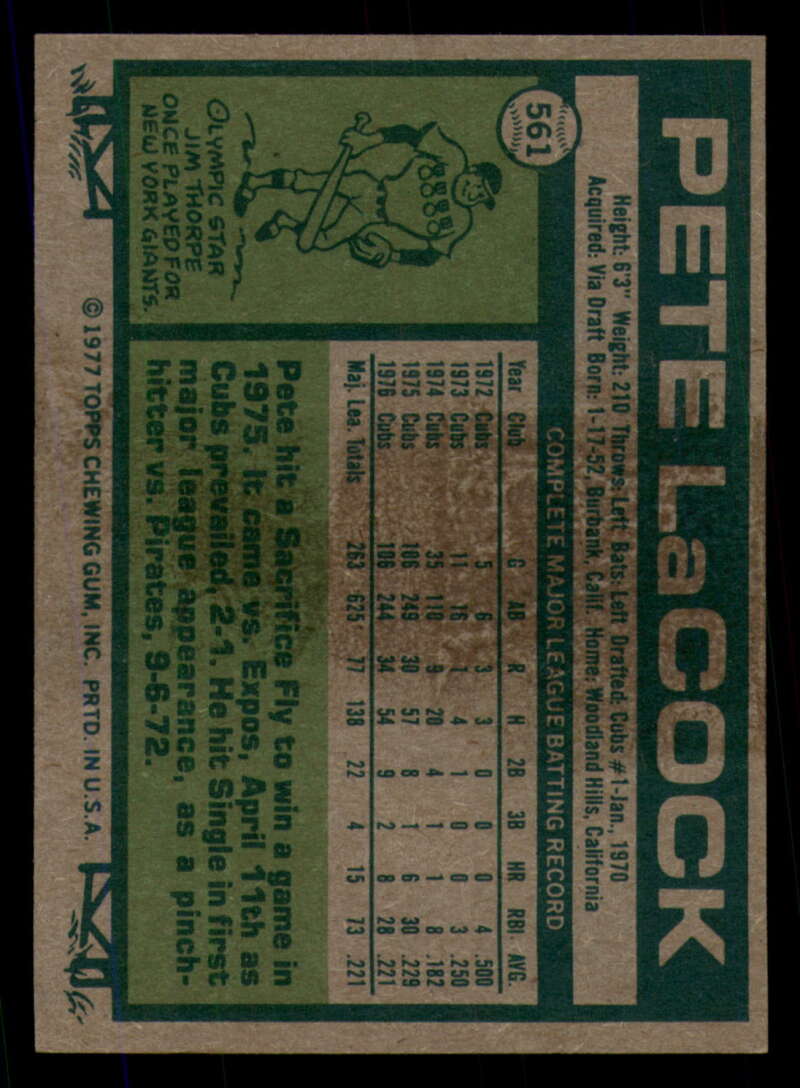 561
PETE LaCOCK
Height: 6'3" Weight: 210 Throws: Left Bats: Left Drafted: Cubs #1-Jan., 1970
Acquired: Via Draft Born: 1-17-52, Burbank, Calif. Home: Woodland Hills, California
COMPLETE MAJOR LEAGUE BATTING RECORD
Year Club G AB R H 2B 3B HR RBI. AVG.
1972 Cubs 5 6 3 3 0 0 0 4 .500
1973 Cubs 11 16 1 4 1 0 0 3 .250
1974 Cubs 35 110 9 20 4 1 1 8 .182
1975 Cubs 106 249 30 57 8 1 6 30 .229
1976 Cubs 106 244 34 54 9 2 8 28 .221
Maj. Lea. Totals 263 625 77 138 22 4 15 73 .221
OLYMPIC STAR
JIM THORPE
ONCE PLAYED FOR
NEW YORK GIANTS.
Pete hit a Sacrifice Fly to win a game in
1975. It came vs. Expos, April 11th as
Cubs prevailed, 2-1. He hit Single in first
major league appearance, as a pinch-
hitter vs. Pirates, 9-6-72.
© 1977 TOPPS CHEWING GUM, INC. PRTD. IN U.S.A.